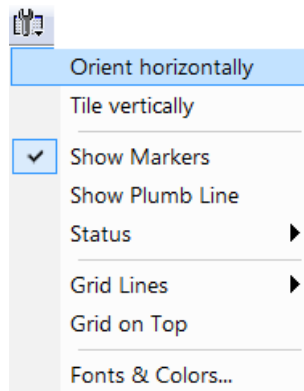 Orient horizontally
Tile vertically
Show Markers
Show Plumb Line
Status
Grid Lines
Grid on Top
Fonts & Colors...